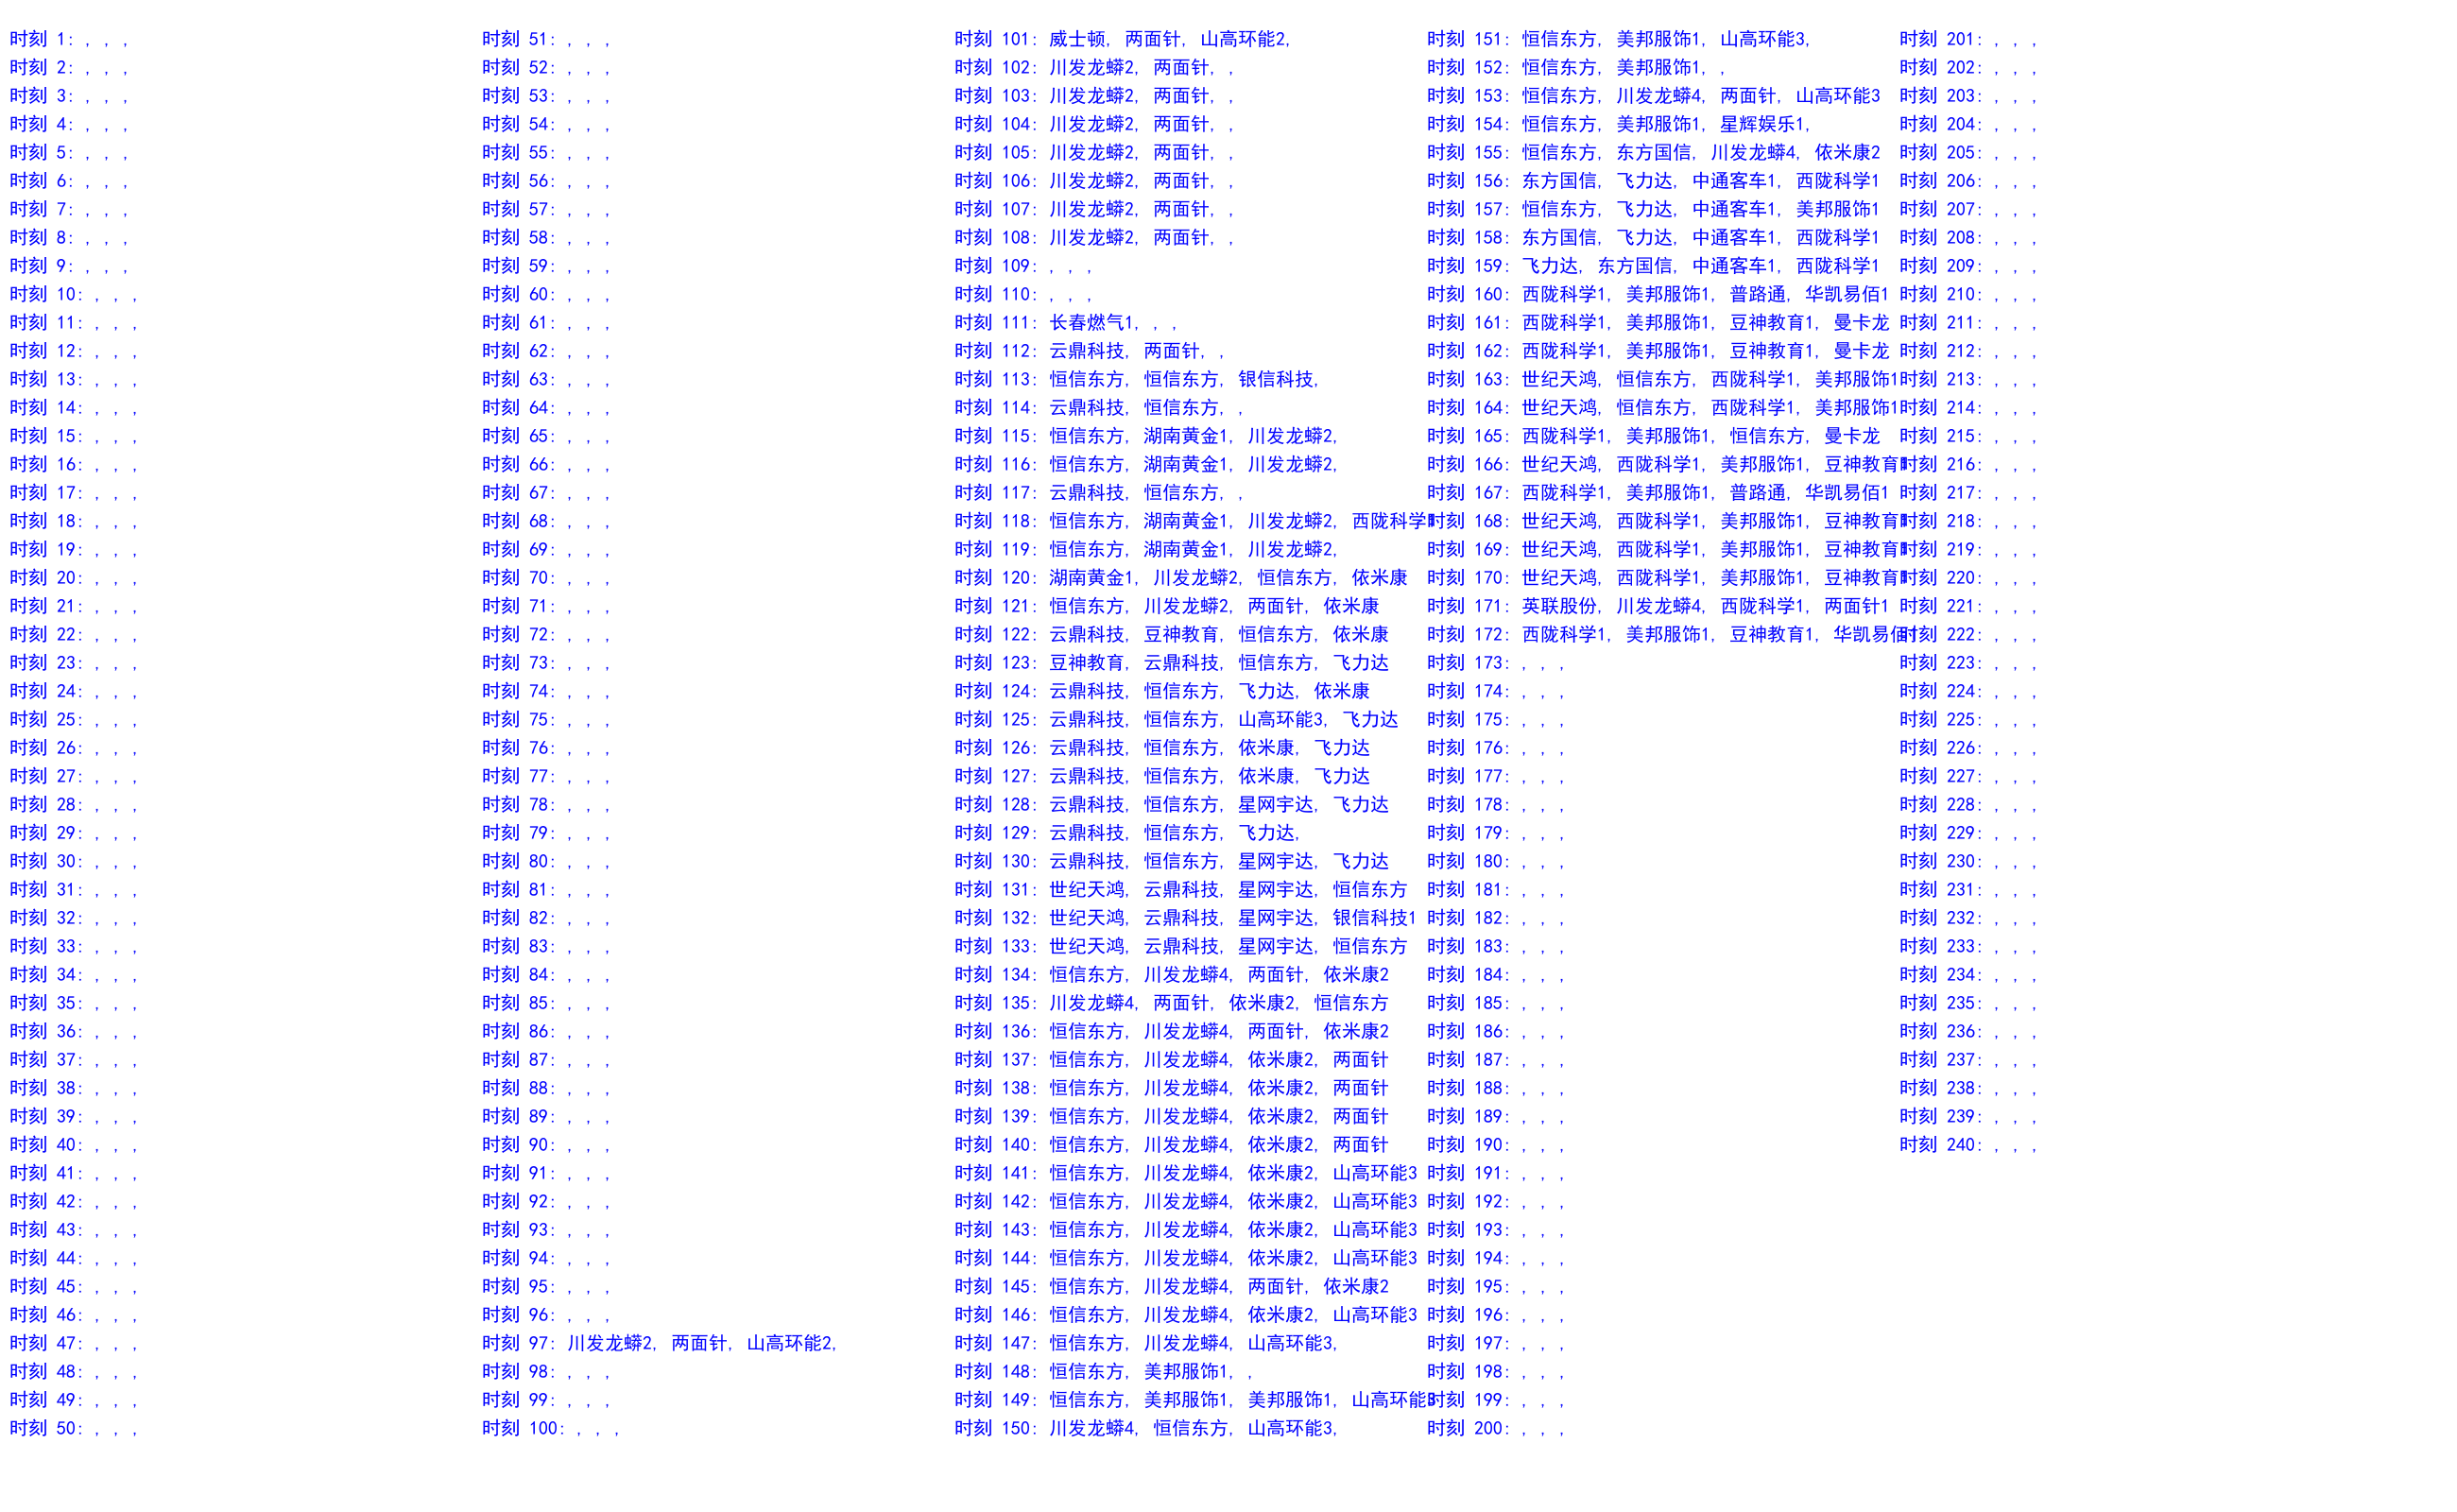 时刻 1: , , ,
时刻 2: , , ,
时刻 3: , , ,
时刻 4: , , ,
时刻 5: , , ,
时刻 6: , , ,
时刻 7: , , ,
时刻 8: , , ,
时刻 9: , , ,
时刻 10: , , ,
时刻 11: , , ,
时刻 12: , , ,
时刻 13: , , ,
时刻 14: , , ,
时刻 15: , , ,
时刻 16: , , ,
时刻 17: , , ,
时刻 18: , , ,
时刻 19: , , ,
时刻 20: , , ,
时刻 21: , , ,
时刻 22: , , ,
时刻 23: , , ,
时刻 24: , , ,
时刻 25: , , ,
时刻 26: , , ,
时刻 27: , , ,
时刻 28: , , ,
时刻 29: , , ,
时刻 30: , , ,
时刻 31: , , ,
时刻 32: , , ,
时刻 33: , , ,
时刻 34: , , ,
时刻 35: , , ,
时刻 36: , , ,
时刻 37: , , ,
时刻 38: , , ,
时刻 39: , , ,
时刻 40: , , ,
时刻 41: , , ,
时刻 42: , , ,
时刻 43: , , ,
时刻 44: , , ,
时刻 45: , , ,
时刻 46: , , ,
时刻 47: , , ,
时刻 48: , , ,
时刻 49: , , ,
时刻 50: , , ,
时刻 51: , , ,
时刻 52: , , ,
时刻 53: , , ,
时刻 54: , , ,
时刻 55: , , ,
时刻 56: , , ,
时刻 57: , , ,
时刻 58: , , ,
时刻 59: , , ,
时刻 60: , , ,
时刻 61: , , ,
时刻 62: , , ,
时刻 63: , , ,
时刻 64: , , ,
时刻 65: , , ,
时刻 66: , , ,
时刻 67: , , ,
时刻 68: , , ,
时刻 69: , , ,
时刻 70: , , ,
时刻 71: , , ,
时刻 72: , , ,
时刻 73: , , ,
时刻 74: , , ,
时刻 75: , , ,
时刻 76: , , ,
时刻 77: , , ,
时刻 78: , , ,
时刻 79: , , ,
时刻 80: , , ,
时刻 81: , , ,
时刻 82: , , ,
时刻 83: , , ,
时刻 84: , , ,
时刻 85: , , ,
时刻 86: , , ,
时刻 87: , , ,
时刻 88: , , ,
时刻 89: , , ,
时刻 90: , , ,
时刻 91: , , ,
时刻 92: , , ,
时刻 93: , , ,
时刻 94: , , ,
时刻 95: , , ,
时刻 96: , , ,
时刻 97: 川发龙蟒2, 两面针, 山高环能2,
时刻 98: , , ,
时刻 99: , , ,
时刻 100: , , ,
时刻 101: 威士顿, 两面针, 山高环能2,
时刻 102: 川发龙蟒2, 两面针, ,
时刻 103: 川发龙蟒2, 两面针, ,
时刻 104: 川发龙蟒2, 两面针, ,
时刻 105: 川发龙蟒2, 两面针, ,
时刻 106: 川发龙蟒2, 两面针, ,
时刻 107: 川发龙蟒2, 两面针, ,
时刻 108: 川发龙蟒2, 两面针, ,
时刻 109: , , ,
时刻 110: , , ,
时刻 111: 长春燃气1, , ,
时刻 112: 云鼎科技, 两面针, ,
时刻 113: 恒信东方, 恒信东方, 银信科技,
时刻 114: 云鼎科技, 恒信东方, ,
时刻 115: 恒信东方, 湖南黄金1, 川发龙蟒2,
时刻 116: 恒信东方, 湖南黄金1, 川发龙蟒2,
时刻 117: 云鼎科技, 恒信东方, ,
时刻 118: 恒信东方, 湖南黄金1, 川发龙蟒2, 西陇科学
时刻 119: 恒信东方, 湖南黄金1, 川发龙蟒2,
时刻 120: 湖南黄金1, 川发龙蟒2, 恒信东方, 依米康
时刻 121: 恒信东方, 川发龙蟒2, 两面针, 依米康
时刻 122: 云鼎科技, 豆神教育, 恒信东方, 依米康
时刻 123: 豆神教育, 云鼎科技, 恒信东方, 飞力达
时刻 124: 云鼎科技, 恒信东方, 飞力达, 依米康
时刻 125: 云鼎科技, 恒信东方, 山高环能3, 飞力达
时刻 126: 云鼎科技, 恒信东方, 依米康, 飞力达
时刻 127: 云鼎科技, 恒信东方, 依米康, 飞力达
时刻 128: 云鼎科技, 恒信东方, 星网宇达, 飞力达
时刻 129: 云鼎科技, 恒信东方, 飞力达,
时刻 130: 云鼎科技, 恒信东方, 星网宇达, 飞力达
时刻 131: 世纪天鸿, 云鼎科技, 星网宇达, 恒信东方
时刻 132: 世纪天鸿, 云鼎科技, 星网宇达, 银信科技1
时刻 133: 世纪天鸿, 云鼎科技, 星网宇达, 恒信东方
时刻 134: 恒信东方, 川发龙蟒4, 两面针, 依米康2
时刻 135: 川发龙蟒4, 两面针, 依米康2, 恒信东方
时刻 136: 恒信东方, 川发龙蟒4, 两面针, 依米康2
时刻 137: 恒信东方, 川发龙蟒4, 依米康2, 两面针
时刻 138: 恒信东方, 川发龙蟒4, 依米康2, 两面针
时刻 139: 恒信东方, 川发龙蟒4, 依米康2, 两面针
时刻 140: 恒信东方, 川发龙蟒4, 依米康2, 两面针
时刻 141: 恒信东方, 川发龙蟒4, 依米康2, 山高环能3
时刻 142: 恒信东方, 川发龙蟒4, 依米康2, 山高环能3
时刻 143: 恒信东方, 川发龙蟒4, 依米康2, 山高环能3
时刻 144: 恒信东方, 川发龙蟒4, 依米康2, 山高环能3
时刻 145: 恒信东方, 川发龙蟒4, 两面针, 依米康2
时刻 146: 恒信东方, 川发龙蟒4, 依米康2, 山高环能3
时刻 147: 恒信东方, 川发龙蟒4, 山高环能3,
时刻 148: 恒信东方, 美邦服饰1, ,
时刻 149: 恒信东方, 美邦服饰1, 美邦服饰1, 山高环能
时刻 150: 川发龙蟒4, 恒信东方, 山高环能3,
时刻 151: 恒信东方, 美邦服饰1, 山高环能3,
时刻 152: 恒信东方, 美邦服饰1, ,
时刻 153: 恒信东方, 川发龙蟒4, 两面针, 山高环能3
时刻 154: 恒信东方, 美邦服饰1, 星辉娱乐1,
时刻 155: 恒信东方, 东方国信, 川发龙蟒4, 依米康2
时刻 156: 东方国信, 飞力达, 中通客车1, 西陇科学1
时刻 157: 恒信东方, 飞力达, 中通客车1, 美邦服饰1
时刻 158: 东方国信, 飞力达, 中通客车1, 西陇科学1
时刻 159: 飞力达, 东方国信, 中通客车1, 西陇科学1
时刻 160: 西陇科学1, 美邦服饰1, 普路通, 华凯易佰1
时刻 161: 西陇科学1, 美邦服饰1, 豆神教育1, 曼卡龙
时刻 162: 西陇科学1, 美邦服饰1, 豆神教育1, 曼卡龙
时刻 163: 世纪天鸿, 恒信东方, 西陇科学1, 美邦服饰1
时刻 164: 世纪天鸿, 恒信东方, 西陇科学1, 美邦服饰1
时刻 165: 西陇科学1, 美邦服饰1, 恒信东方, 曼卡龙
时刻 166: 世纪天鸿, 西陇科学1, 美邦服饰1, 豆神教育
时刻 167: 西陇科学1, 美邦服饰1, 普路通, 华凯易佰1
时刻 168: 世纪天鸿, 西陇科学1, 美邦服饰1, 豆神教育
时刻 169: 世纪天鸿, 西陇科学1, 美邦服饰1, 豆神教育
时刻 170: 世纪天鸿, 西陇科学1, 美邦服饰1, 豆神教育
时刻 171: 英联股份, 川发龙蟒4, 西陇科学1, 两面针1
时刻 172: 西陇科学1, 美邦服饰1, 豆神教育1, 华凯易佰1
时刻 173: , , ,
时刻 174: , , ,
时刻 175: , , ,
时刻 176: , , ,
时刻 177: , , ,
时刻 178: , , ,
时刻 179: , , ,
时刻 180: , , ,
时刻 181: , , ,
时刻 182: , , ,
时刻 183: , , ,
时刻 184: , , ,
时刻 185: , , ,
时刻 186: , , ,
时刻 187: , , ,
时刻 188: , , ,
时刻 189: , , ,
时刻 190: , , ,
时刻 191: , , ,
时刻 192: , , ,
时刻 193: , , ,
时刻 194: , , ,
时刻 195: , , ,
时刻 196: , , ,
时刻 197: , , ,
时刻 198: , , ,
时刻 199: , , ,
时刻 200: , , ,
时刻 201: , , ,
时刻 202: , , ,
时刻 203: , , ,
时刻 204: , , ,
时刻 205: , , ,
时刻 206: , , ,
时刻 207: , , ,
时刻 208: , , ,
时刻 209: , , ,
时刻 210: , , ,
时刻 211: , , ,
时刻 212: , , ,
时刻 213: , , ,
时刻 214: , , ,
时刻 215: , , ,
时刻 216: , , ,
时刻 217: , , ,
时刻 218: , , ,
时刻 219: , , ,
时刻 220: , , ,
时刻 221: , , ,
时刻 222: , , ,
时刻 223: , , ,
时刻 224: , , ,
时刻 225: , , ,
时刻 226: , , ,
时刻 227: , , ,
时刻 228: , , ,
时刻 229: , , ,
时刻 230: , , ,
时刻 231: , , ,
时刻 232: , , ,
时刻 233: , , ,
时刻 234: , , ,
时刻 235: , , ,
时刻 236: , , ,
时刻 237: , , ,
时刻 238: , , ,
时刻 239: , , ,
时刻 240: , , ,